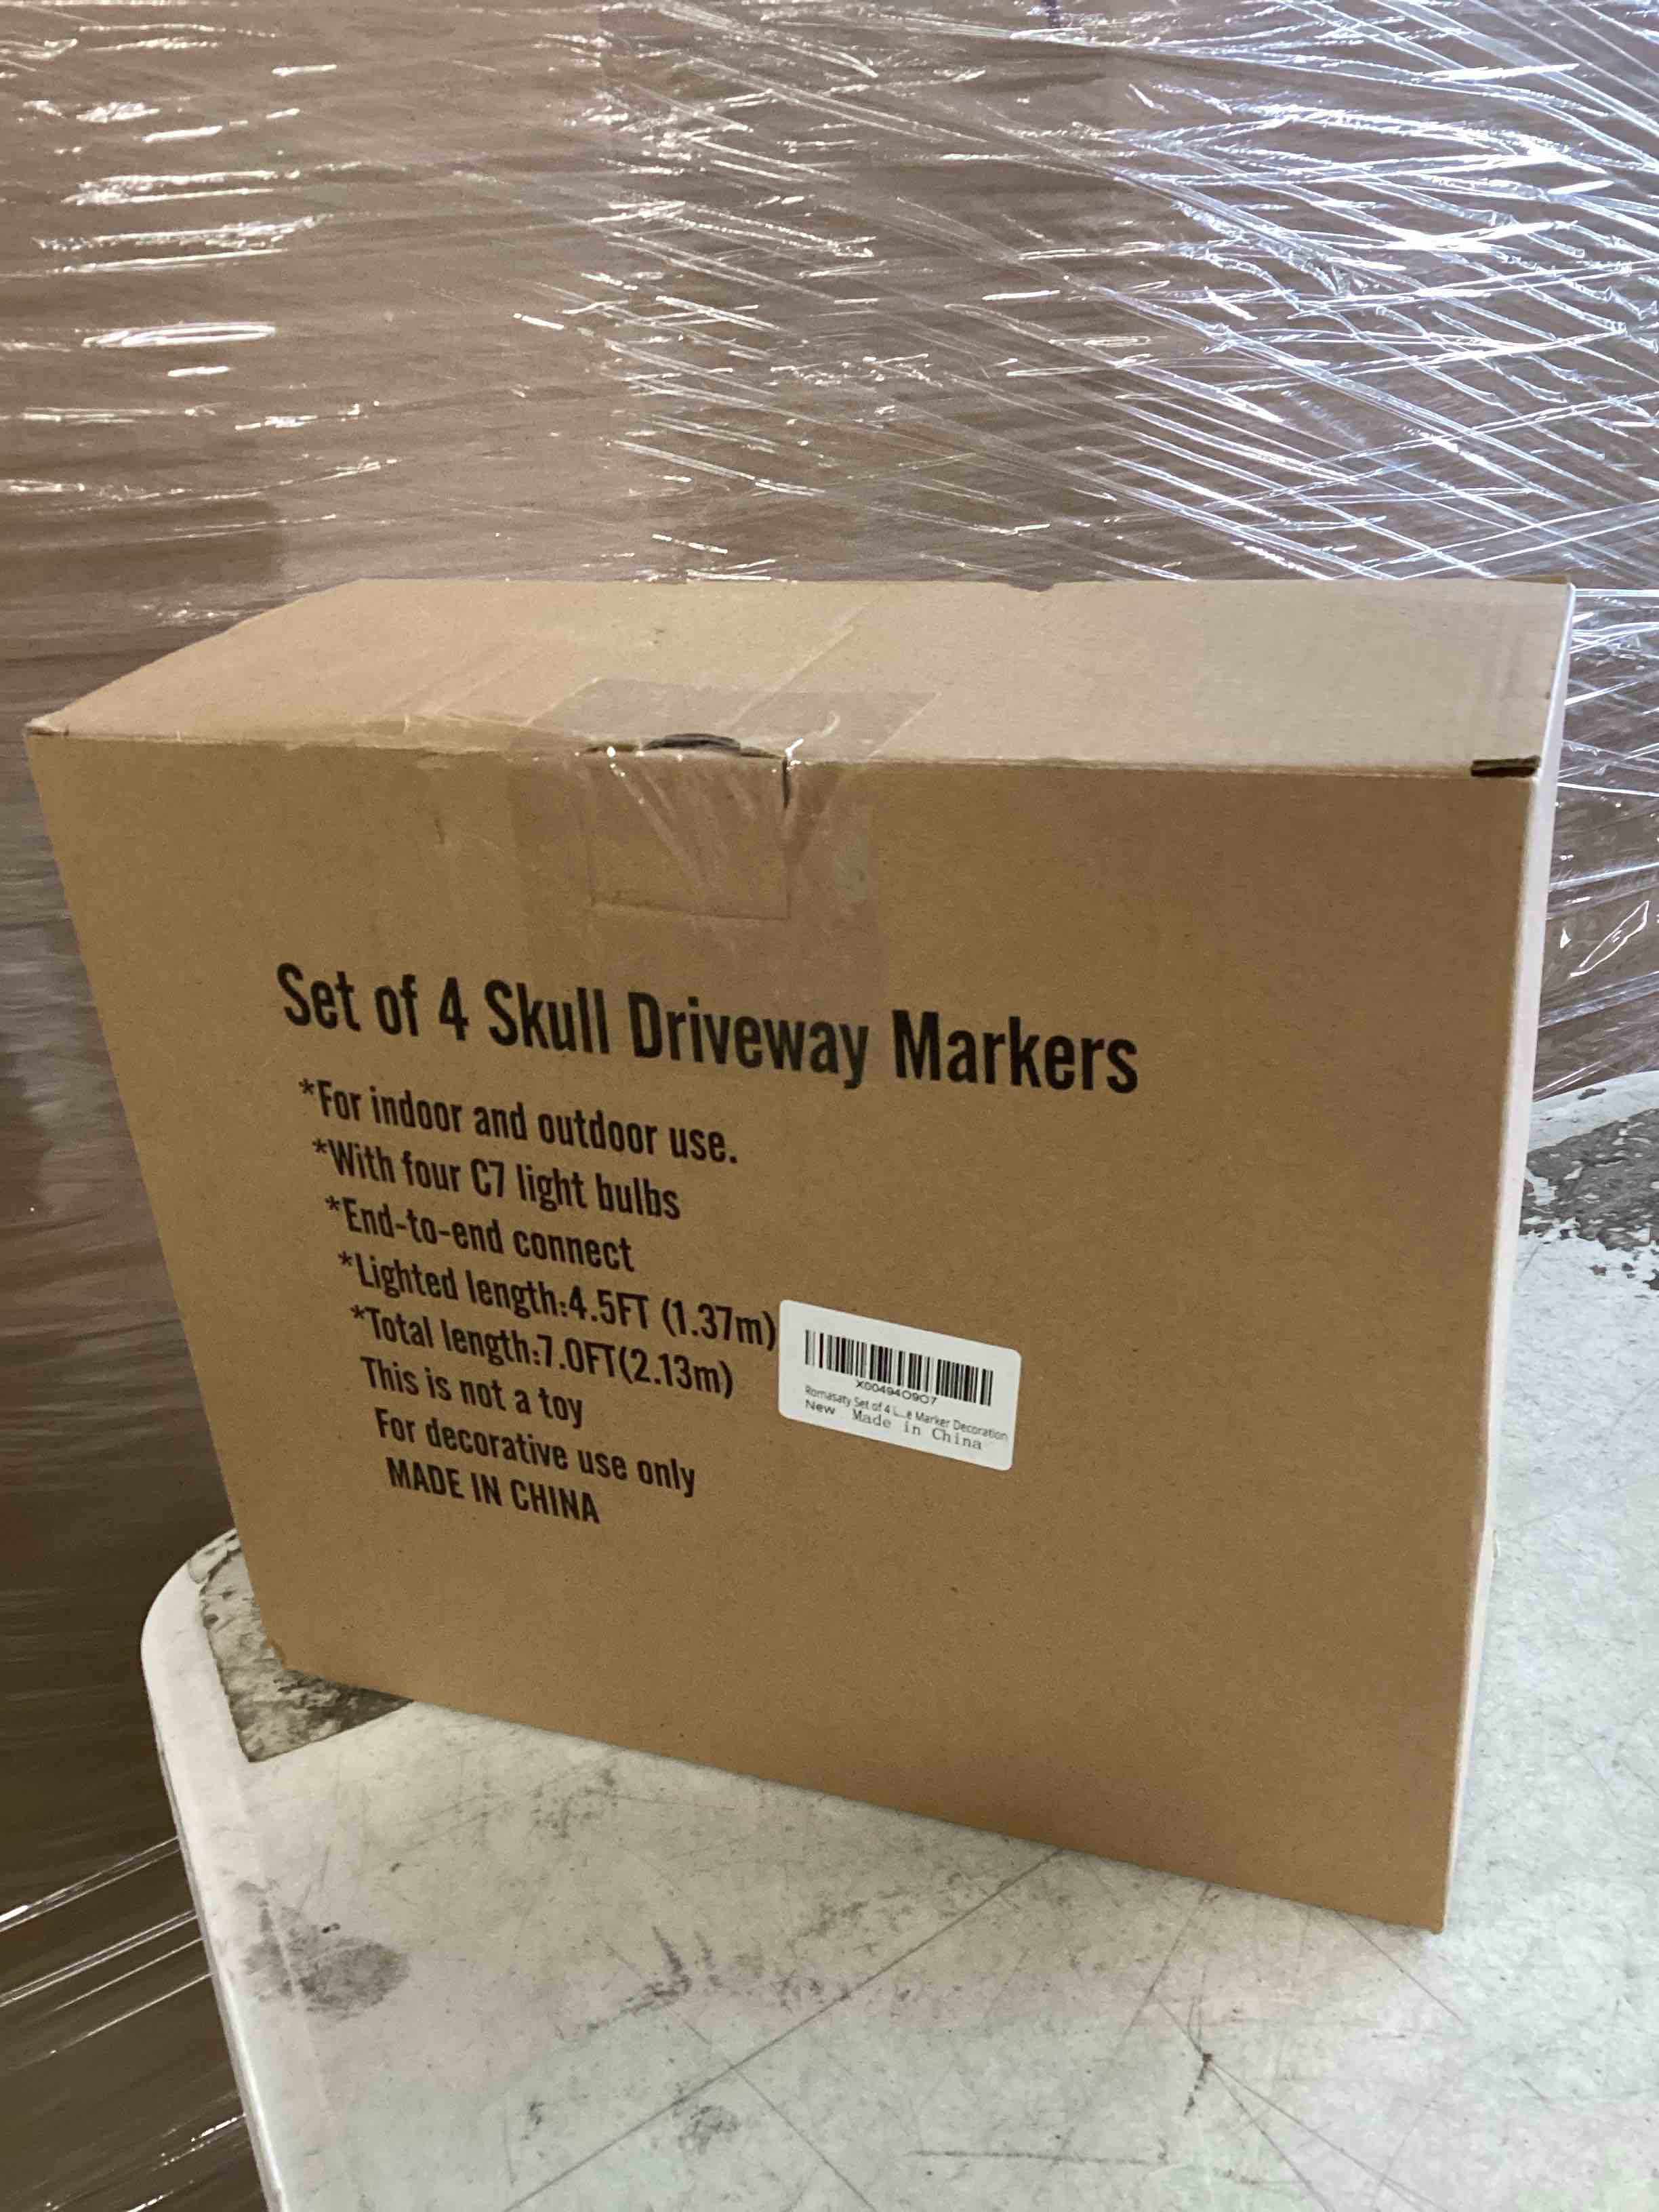 Set of 4 Skull Driveway Markers
*For indoor and outdoor use.
*With four C7 light bulbs
*End-to-end connect
*Lighted length:4.5FT (1.37m)
*Total length:7.0FT(2.13m)
This is not a toy
For decorative use only
MADE IN CHINA
X004940907
Romasaty Set of 4 L...e Marker Decoration
New Made in China